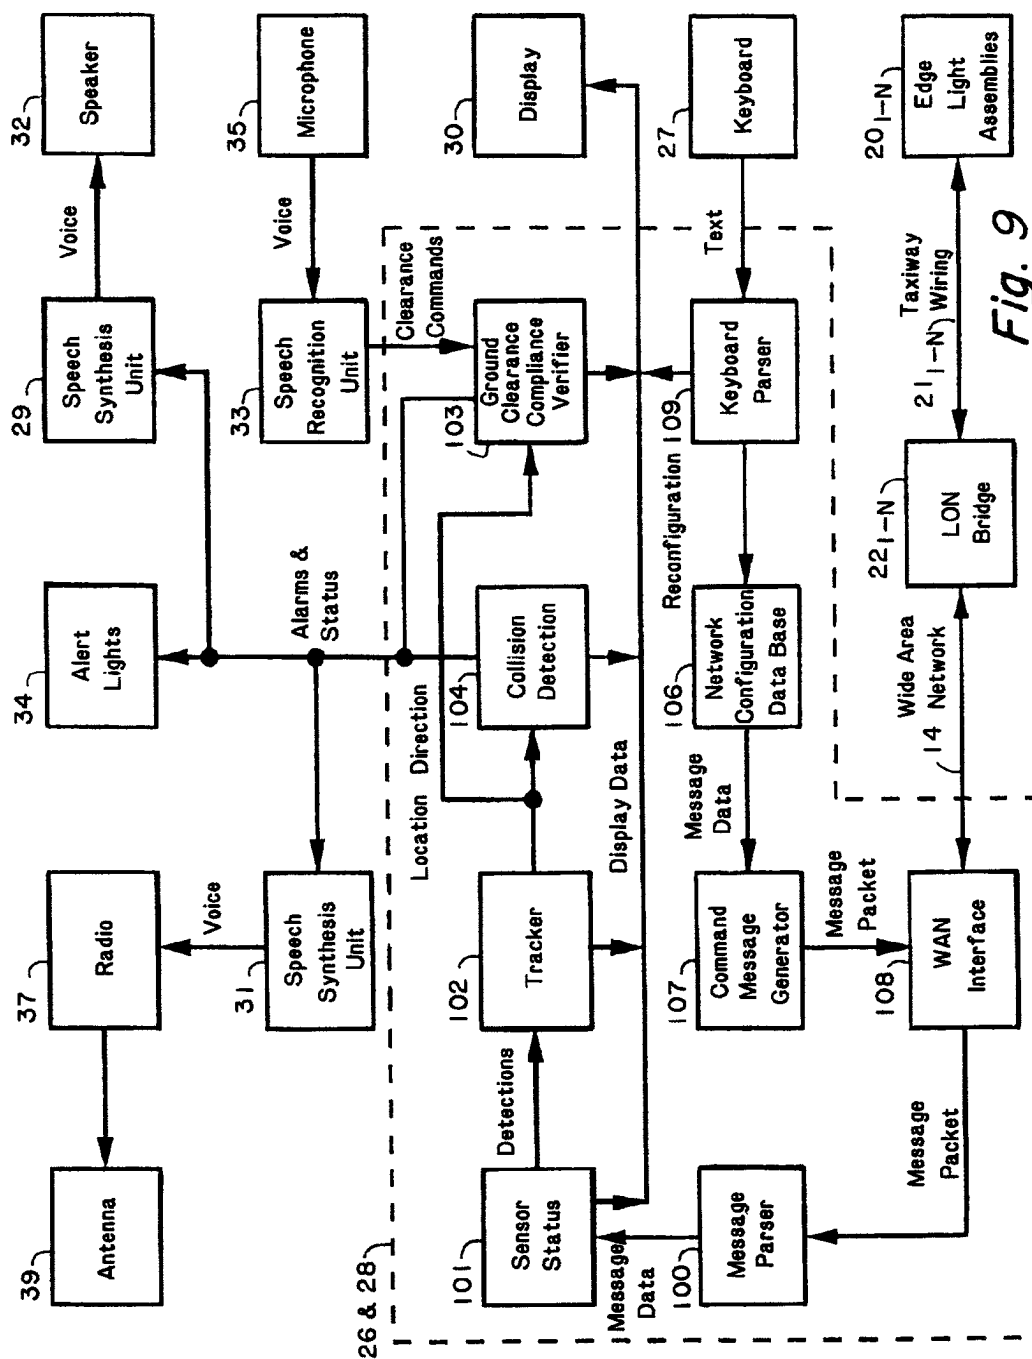 39
Antenna
37
Radio
Voice
31
Speech
Synthesis
Unit
34
Alert
Lights
Alarms &
Status
29
Speech
Synthesis
Unit
Voice
32
Speaker
33
Speech
Recognition
Unit
Voice
35
Microphone
26 & 28
Location Direction
Clearance
Commands
101
Sensor
Status
Detections
102
Tracker
104
Collision
Detection
103
Ground
Clearance
Compliance
Verifier
30
Display
Display Data
Message
Data
100
Message
Parser
107
Command
Message
Generator
Message
Data
106
Network
Configuration
Data Base
Reconfiguration
109
Keyboard
Parser
Text
27
Keyboard
Message
Packet
Message
Packet
108
WAN
Interface
Wide Area
14 Network
22 1-N
LON
Bridge
Taxiway
21 1-N Wiring
20 1-N
Edge
Light
Assemblies
Fig. 9